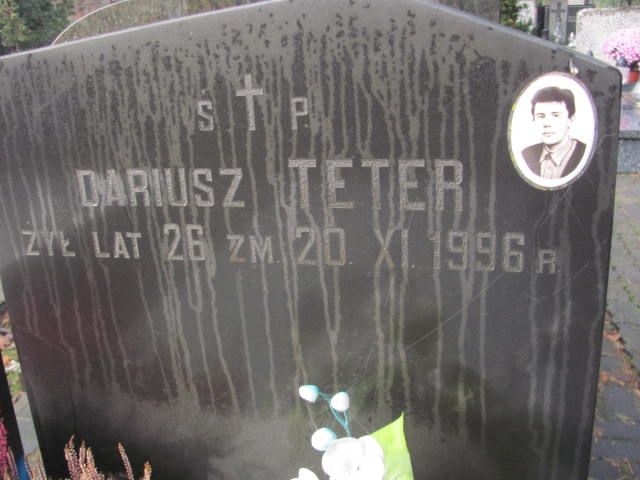 Ś. P.
DARIUSZ TETER
ŻYŁ LAT 26 ZM. 20. XI 1996 R.